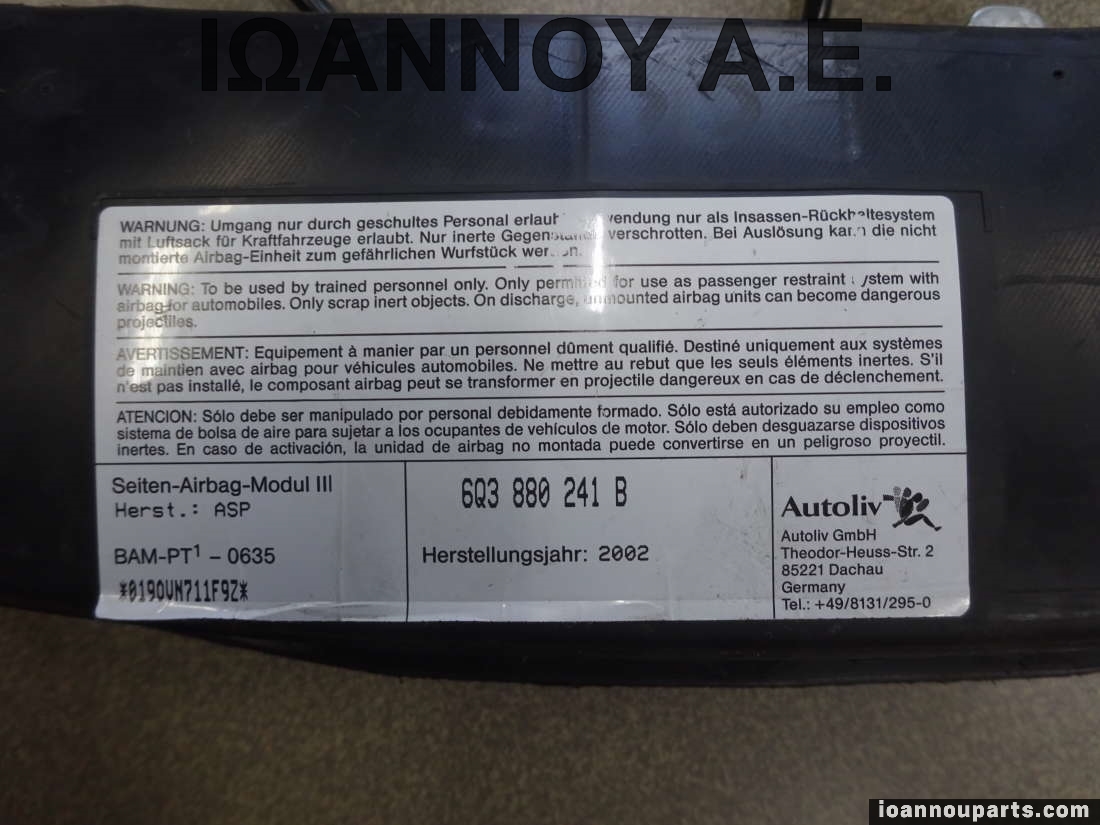 ΙΩΑΝΝΟΥ Α.Ε.
WARNUNG: Umgang nur durch geschultes Personal erlaubt. Verwendung nur als Insassen-Rückhaltesystem
mit Luftsack für Kraftfahrzeuge erlaubt. Nur inerte Gegenstände verschrotten. Bei Auslösung kann die nicht
montierte Airbag-Einheit zum gefährlichen Wurfstück werden.
WARNING: To be used by trained personnel only. Only permitted for use as passenger restraint system with
airbag for automobiles. Only scrap inert objects. On discharge, unmounted airbag units can become dangerous
projectiles.
AVERTISSEMENT: Equipement à manier par un personnel dûment qualifié. Destiné uniquement aux systèmes
de maintien avec airbag pour véhicules automobiles. Ne mettre au rebut que les seuls éléments inertes. S'il
n'est pas installé, le composant airbag peut se transformer en projectile dangereux en cas de déclenchement.
ATENCION: Sólo debe ser manipulado por personal debidamente formado. Sólo está autorizado su empleo como
sistema de bolsa de aire para sujetar a los ocupantes de vehículos de motor. Sólo deben desguazarse dispositivos
inertes. En caso de activación, la unidad de airbag no montada puede convertirse en un peligroso proyectil.
Seiten-Airbag-Modul III
Herst.: ASP
BAM-PT¹ - 0635
*0190UN711F9Z*
6Q3 880 241 B
Herstellungsjahr: 2002
Autoliv
Autoliv GmbH
Theodor-Heuss-Str. 2
85221 Dachau
Germany
Tel.: +49/8131/295-0
ioannouparts.com